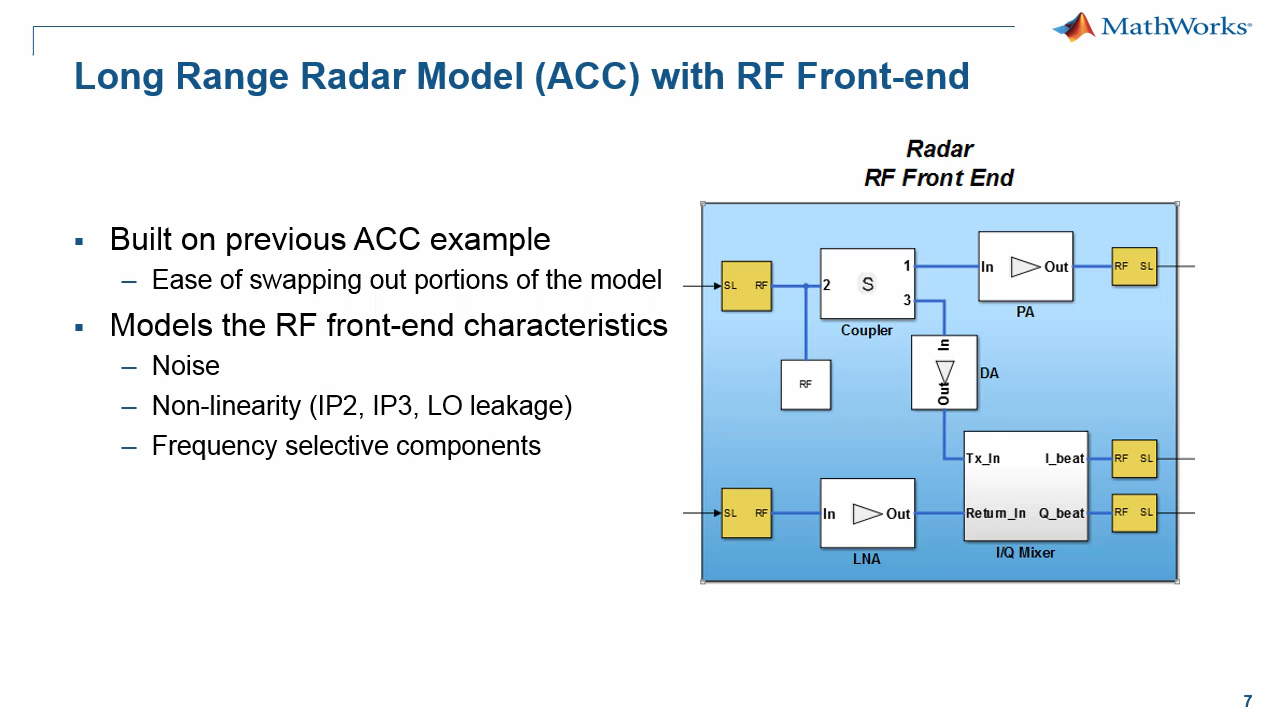 MathWorks®
Long Range Radar Model (ACC) with RF Front-end
▪ Built on previous ACC example
– Ease of swapping out portions of the model
▪ Models the RF front-end characteristics
– Noise
– Non-linearity (IP2, IP3, LO leakage)
– Frequency selective components
Radar
RF Front End
SL RF
2 S 1 3
Coupler
In Out
PA
RF SL
RF
In Out
DA
Tx_In I_beat
Return_In Q_beat
I/Q Mixer
RF SL
RF SL
SL RF
In Out
LNA
7